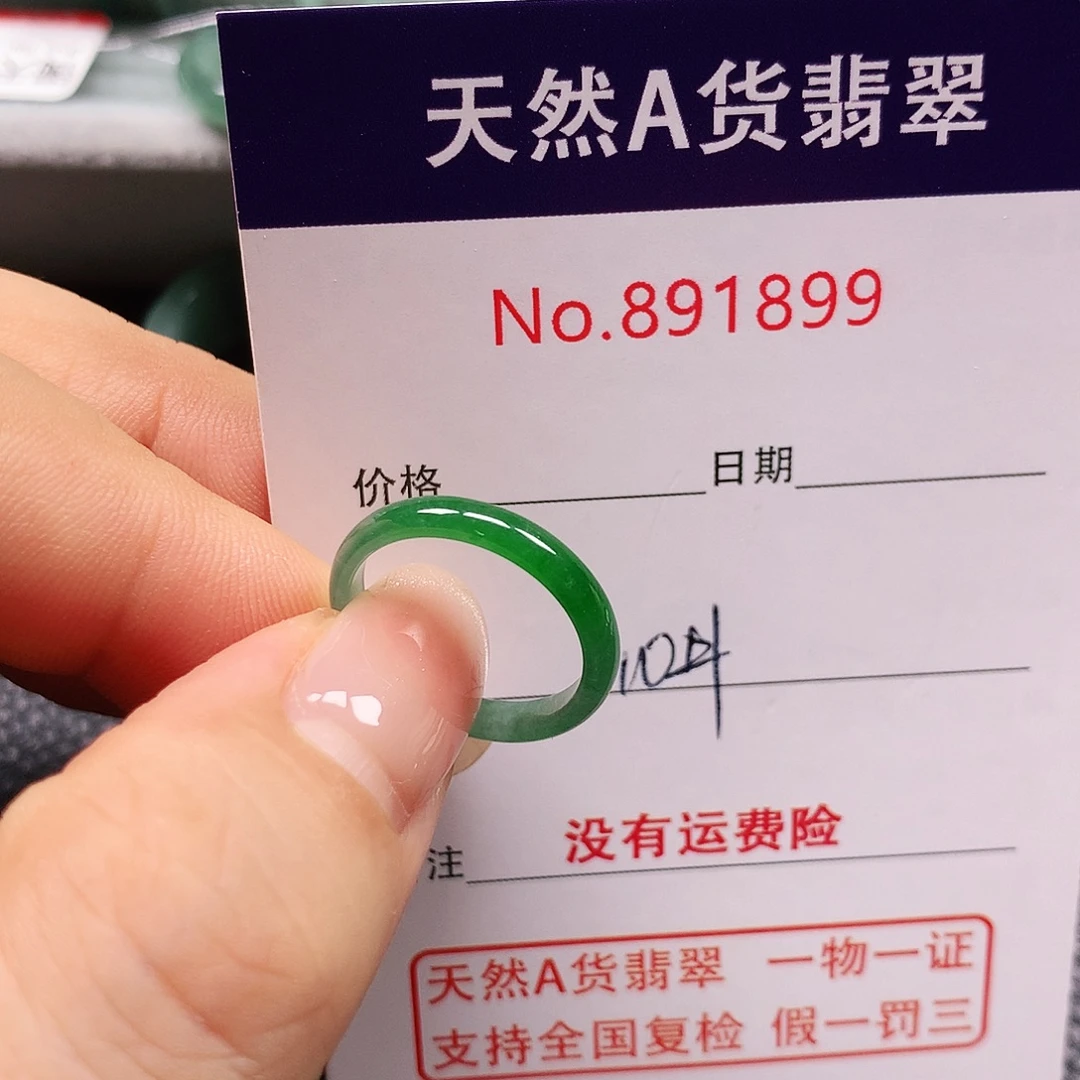 天然A货翡翠
No.891899
价格 日期
注 没有运费险
天然A货翡翠 一物一证
支持全国复检 假一罚三